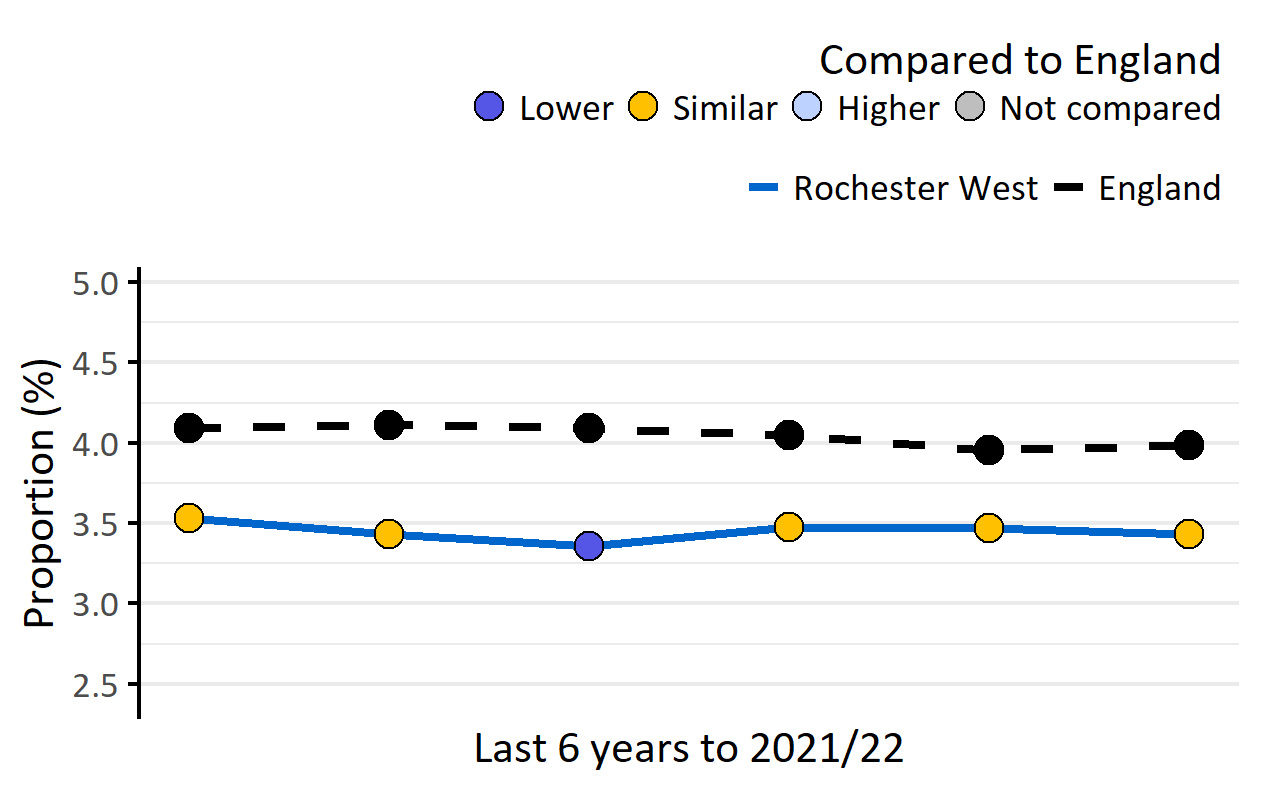 Compared to England
Lower Similar Higher Not compared
Rochester West England
5.0
4.5
4.0
3.5
3.0
2.5
Proportion (%)
Last 6 years to 2021/22